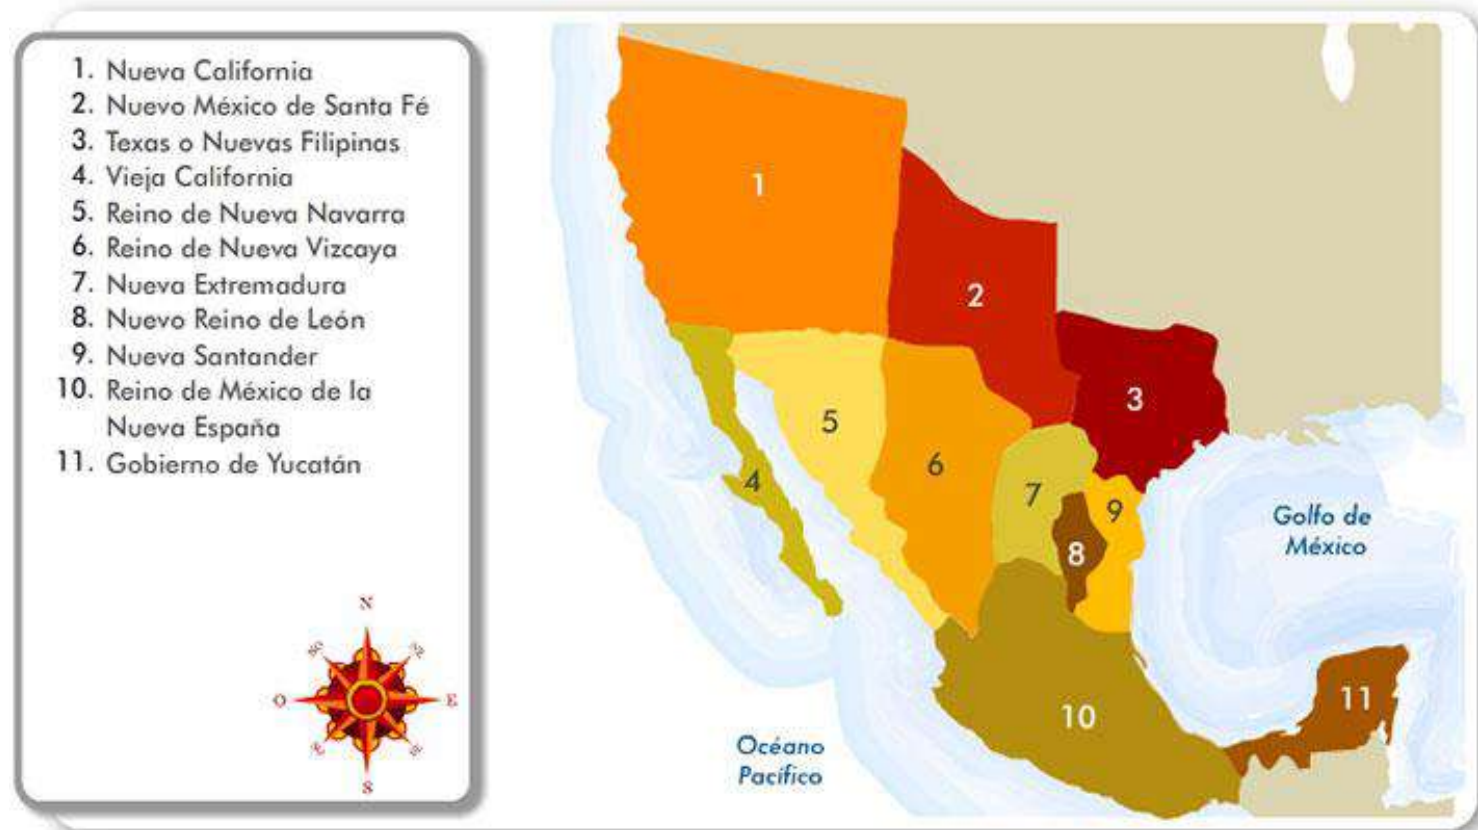 1. Nueva California
2. Nuevo México de Santa Fé
3. Texas o Nuevas Filipinas
4. Vieja California
5. Reino de Nueva Navarra
6. Reino de Nueva Vizcaya
7. Nueva Extremadura
8. Nuevo Reino de León
9. Nueva Santander
10. Reino de México de la
Nueva España
11. Gobierno de Yucatán
N
O
E
S
1
2
3
4
5
6
7
8
9
10
11
Golfo de
México
Océano
Pacífico